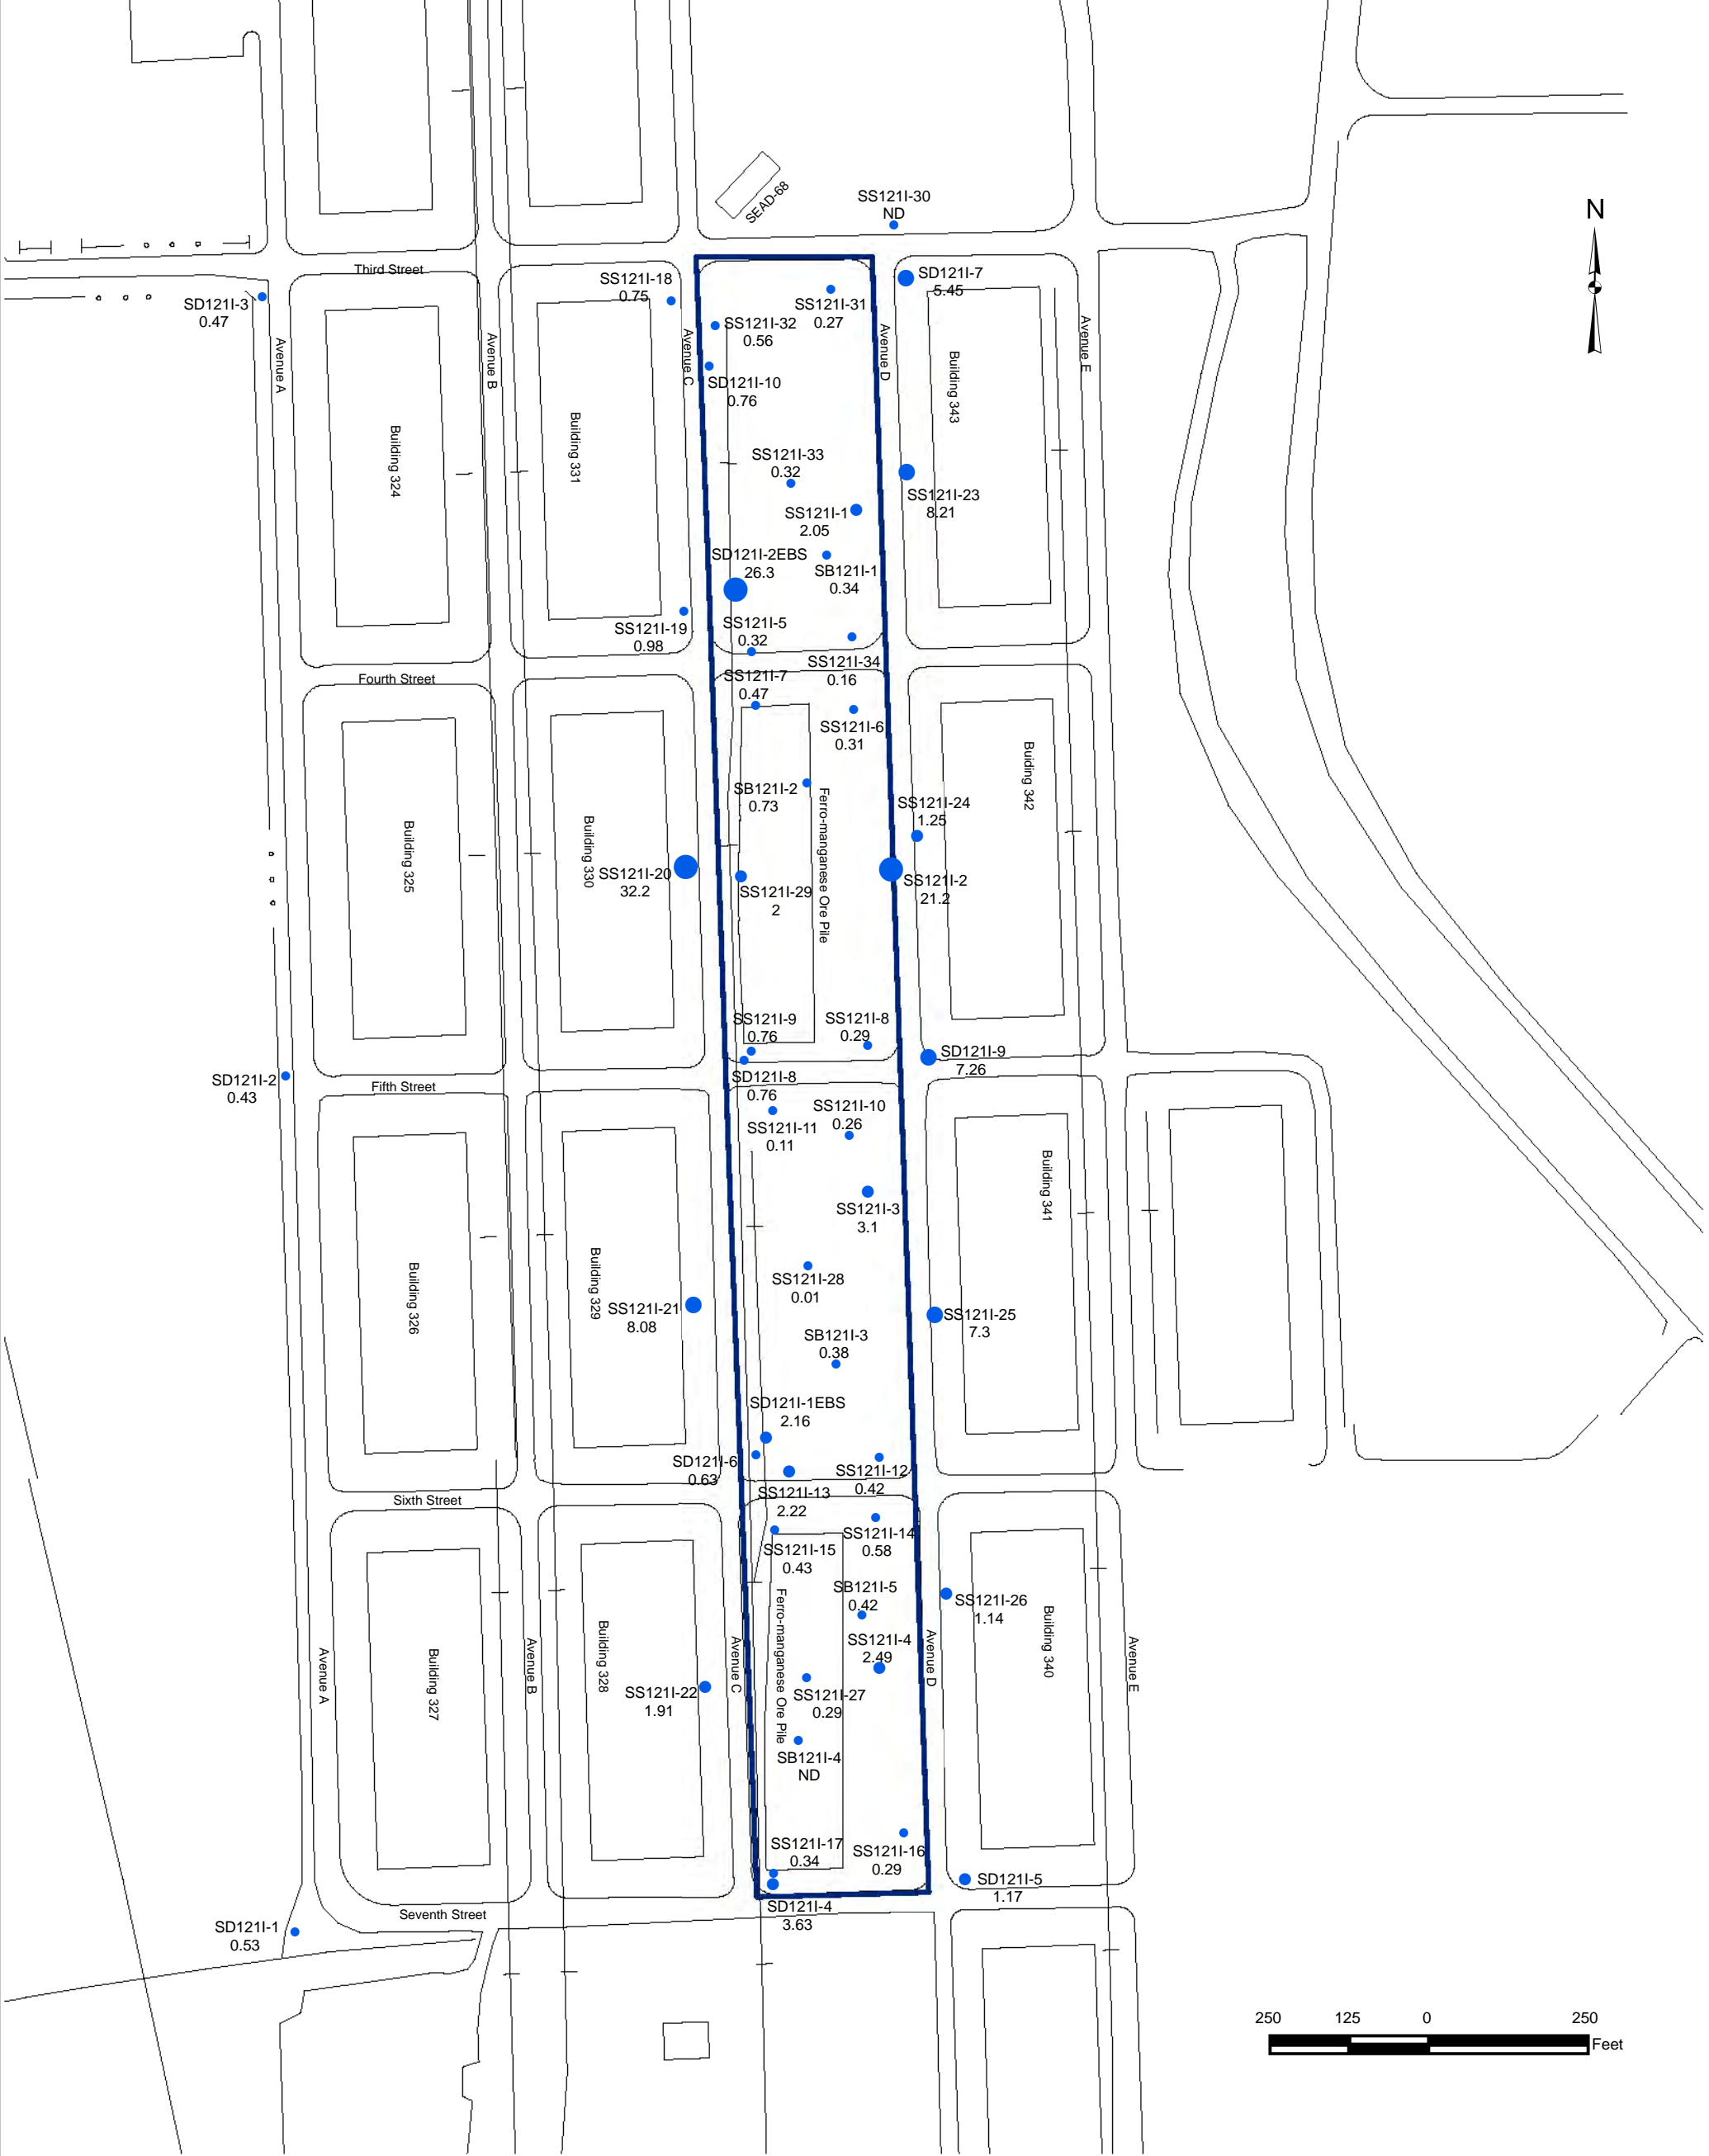 SEAD-68
SS121I-30
ND
N
Third Street
SD121I-3
0.47
SS121I-18
0.75
SS121I-31
0.27
SD121I-7
5.45
SS121I-32
0.56
Avenue A
Avenue B
Avenue C
Avenue D
Avenue E
SD121I-10
0.76
Building 324
Building 331
Building 343
SS121I-33
0.32
SS121I-23
8.21
SS121I-1
2.05
SD121I-2EBS
26.3
SB121I-1
0.34
SS121I-19
0.98
SS121I-5
0.32
SS121I-34
0.16
Fourth Street
SS121I-7
0.47
SS121I-6
0.31
Buiding 342
SB121I-2
0.73
SS121I-24
1.25
Ferro-manganese Ore Pile
Building 325
Building 330
SS121I-20
32.2
SS121I-29
2
SS121I-2
21.2
SS121I-9
0.76
SS121I-8
0.29
SD121I-9
7.26
SD121I-2
0.43
Fifth Street
SD121I-8
0.76
SS121I-10
0.26
SS121I-11
0.11
Building 341
SS121I-3
3.1
Building 326
Building 329
SS121I-28
0.01
SS121I-21
8.08
SS121I-25
7.3
SB121I-3
0.38
SD121I-1EBS
2.16
SD121I-6
0.63
SS121I-12
0.42
SS121I-13
2.22
Sixth Street
SS121I-14
0.58
SS121I-15
0.43
SB121I-5
0.42
SS121I-26
1.14
Ferro-manganese Ore Pile
Building 327
Building 328
Building 340
SS121I-4
2.49
Avenue A
Avenue B
Avenue C
Avenue D
Avenue E
SS121I-22
1.91
SS121I-27
0.29
SB121I-4
ND
SS121I-17
0.34
SS121I-16
0.29
SD121I-5
1.17
Seventh Street
SD121I-4
3.63
SD121I-1
0.53
250 125 0 250
Feet